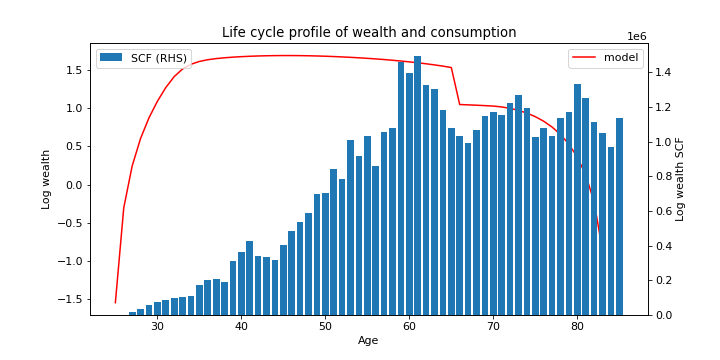 Life cycle profile of wealth and consumption
1e6
SCF (RHS)
model
1.5
1.0
0.5
0.0
−0.5
−1.0
−1.5
Log wealth
1.4
1.2
1.0
0.8
0.6
0.4
0.2
0.0
Log wealth SCF
30 40 50 60 70 80
Age